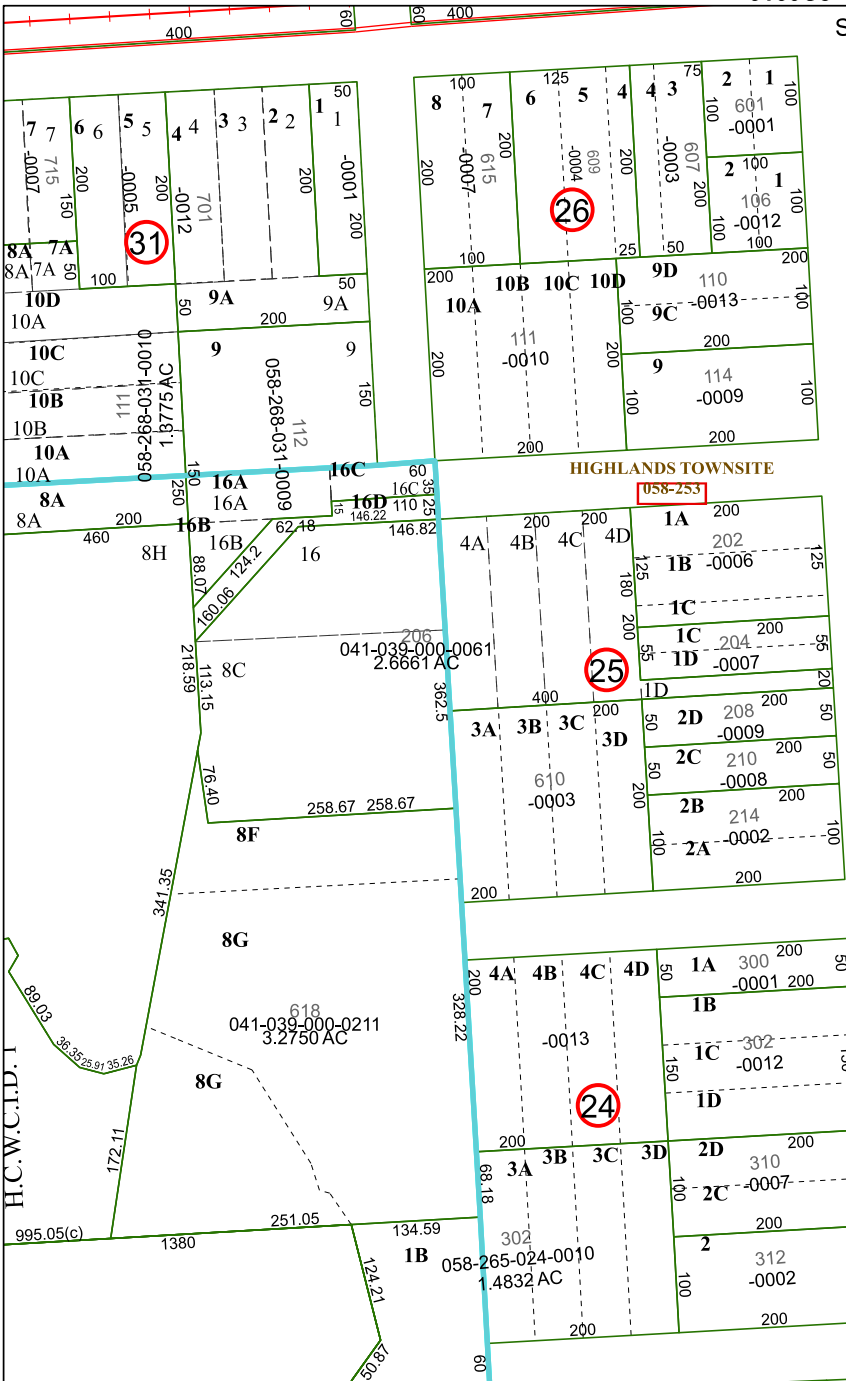 60
60
400
400
S
50
1
1
2
2
3
3
4
4
5
5
6
6
7
7
715
-0007
150
200
-0005
200
-0012
701
200
-0001
200
31
8A
7A
8A
7A
50
100
50
10D
10A
9A
9A
50
200
10C
10C
9
9
10B
10B
10A
10A
111
058-268-031-0010
1.8775 AC
058-268-031-0009
112
150
8
100
7
6
125
5
4
4
3
75
2
1
601
-0001
100
100
200
-0007
615
200
-0004
609
200
-0003
607
200
2
100
1
106
-0012
100
100
100
26
100
25
50
200
200
10A
10B
10C
10D
9D
110
-0013
9C
100
100
200
111
-0010
200
200
9
114
-0009
100
100
200
200
HIGHLANDS TOWNSITE
058-253
150
250
16A
16A
16C
16C
60
35
25
8A
8A
200
460
16B
16B
16D
110
15
146.22
62.18
146.82
8H
16
88.07
124.2
160.06
218.59
113.15
8C
206
041-039-000-0061
2.6661 AC
362.5
76.40
258.67
258.67
8F
341.35
8G
618
041-039-000-0211
3.2750 AC
8G
89.03
36.35
25.91
35.26
172.11
H.C.W.C.I.D. 1
995.05(c)
1380
251.05
134.59
1B
124.21
50.87
200
200
4A
4B
4C
4D
1A
200
202
-0006
1B
125
125
180
1C
200
55
1C
200
204
-0007
1D
55
20
1D
25
400
200
3A
3B
3C
3D
50
2D
208
-0009
200
50
2C
210
-0008
200
50
50
610
-0003
200
2B
200
214
-0002
2A
100
100
200
200
200
4A
4B
4C
4D
50
1A
300
-0001
200
200
50
328.22
-0013
1B
1C
302
-0012
150
1D
24
200
68.18
3A
3B
3C
3D
2D
200
310
-0007
2C
100
200
302
058-265-024-0010
1.4832 AC
2
312
-0002
100
200
200
60